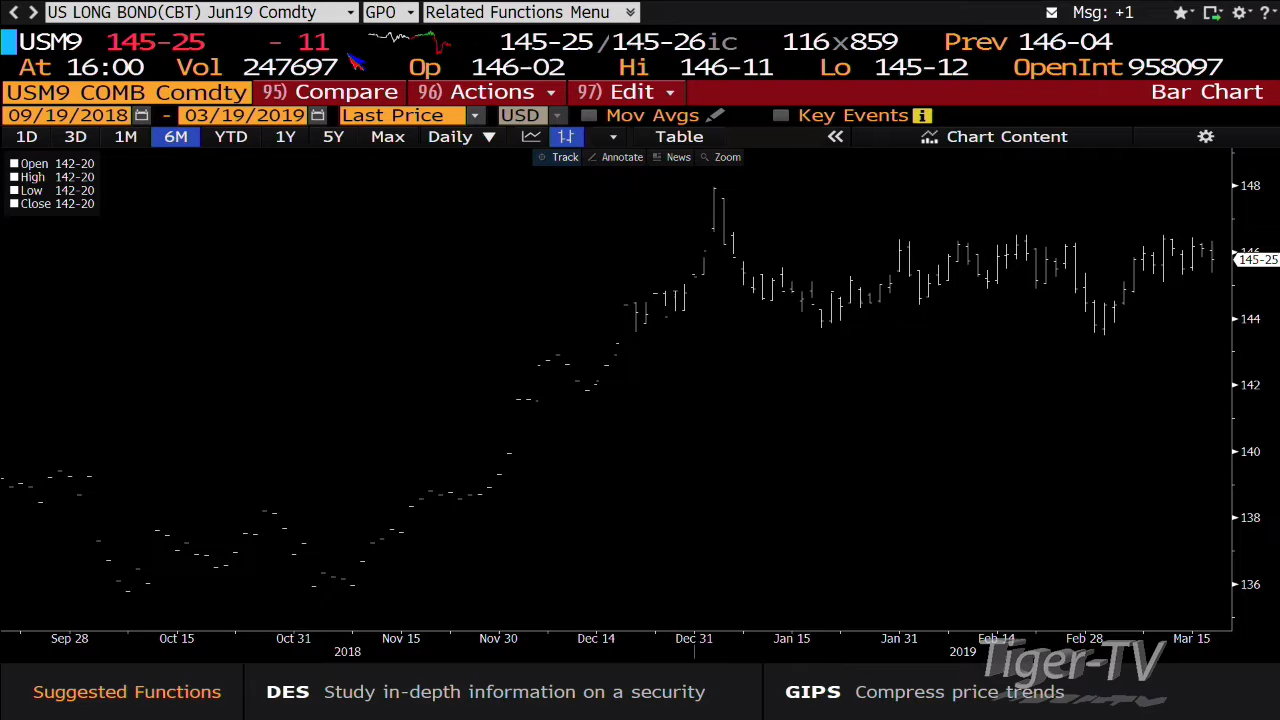 US LONG BOND(CBT) Jun19 Comdty GPO Related Functions Menu Msg: +1 ?
USM9 145-25 - 11 145-25/145-26ic 116x859 Prev 146-04
At 16:00 Vol 247697 Op 146-02 Hi 146-11 Lo 145-12 OpenInt 958097
USM9 COMB Comdty 95) Compare 96) Actions 97) Edit Bar Chart
09/19/2018 - 03/19/2019 Last Price USD Mov Avgs Key Events i
1D 3D 1M 6M YTD 1Y 5Y Max Daily Table Chart Content
Track Annotate News Zoom
Open 142-20
High 142-20
Low 142-20
Close 142-20
148
146
145-25
144
142
140
138
136
Sep 28 Oct 15 Oct 31 Nov 15 Nov 30 Dec 14 Dec 31 Jan 15 Jan 31 Feb 14 Feb 28 Mar 15
2018 2019
Tiger-TV
Suggested Functions DES Study in-depth information on a security GIPS Compress price trends